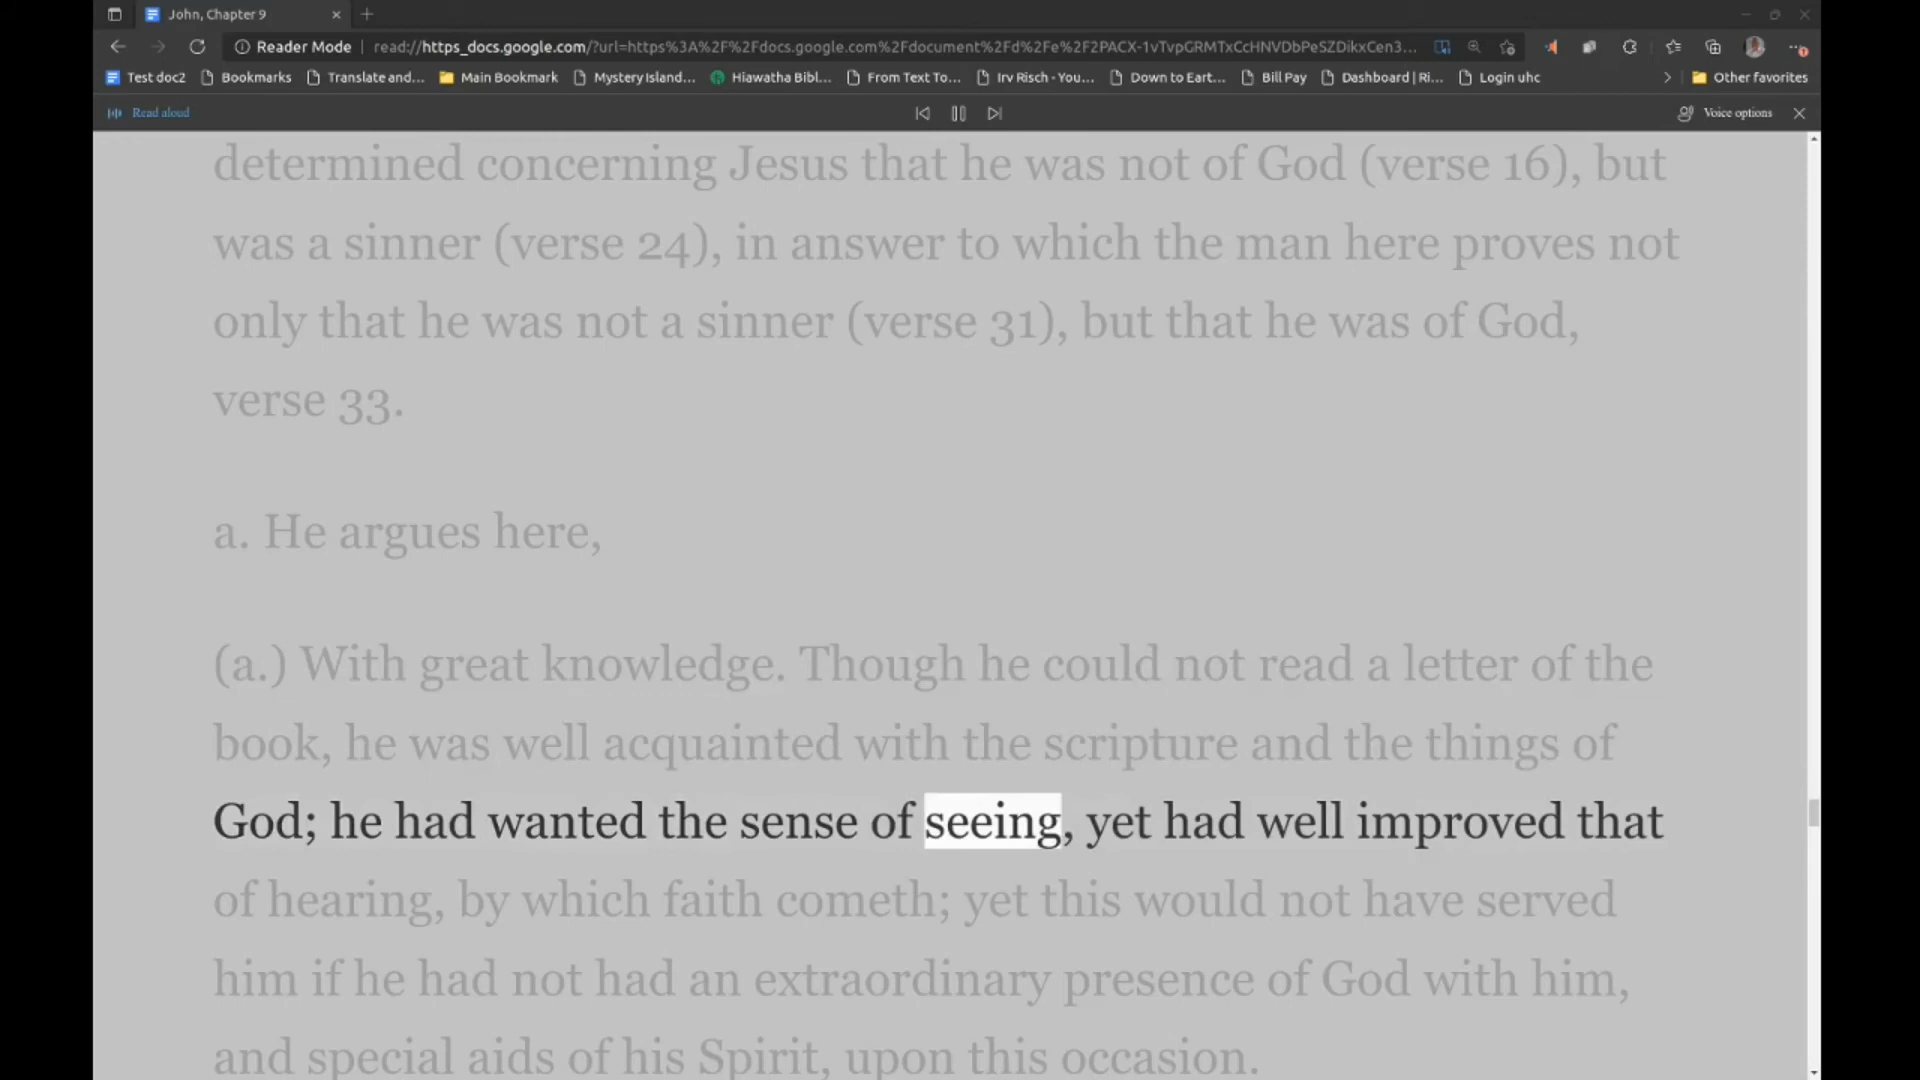 John, Chapter 9
Reader Mode
read://https_docs.google.com/?url=https%3A%2F%2Fdocs.google.com%2Fdocument%2Fd%2Fe%2F2PACX-1vTvpGRMTxCcHNVDbPeSZDikxCen3...
Test doc2
Bookmarks
Translate and...
Main Bookmark
Mystery Island...
Hiawatha Bibl...
From Text To...
Irv Risch - You...
Down to Eart...
Bill Pay
Dashboard | Ri...
Login uhc
Other favorites
Read aloud
Voice options
determined concerning Jesus that he was not of God (verse 16), but
was a sinner (verse 24), in answer to which the man here proves not
only that he was not a sinner (verse 31), but that he was of God,
verse 33.
a. He argues here,
(a.) With great knowledge. Though he could not read a letter of the
book, he was well acquainted with the scripture and the things of
God; he had wanted the sense of seeing, yet had well improved that
of hearing, by which faith cometh; yet this would not have served
him if he had not had an extraordinary presence of God with him,
and special aids of his Spirit, upon this occasion.